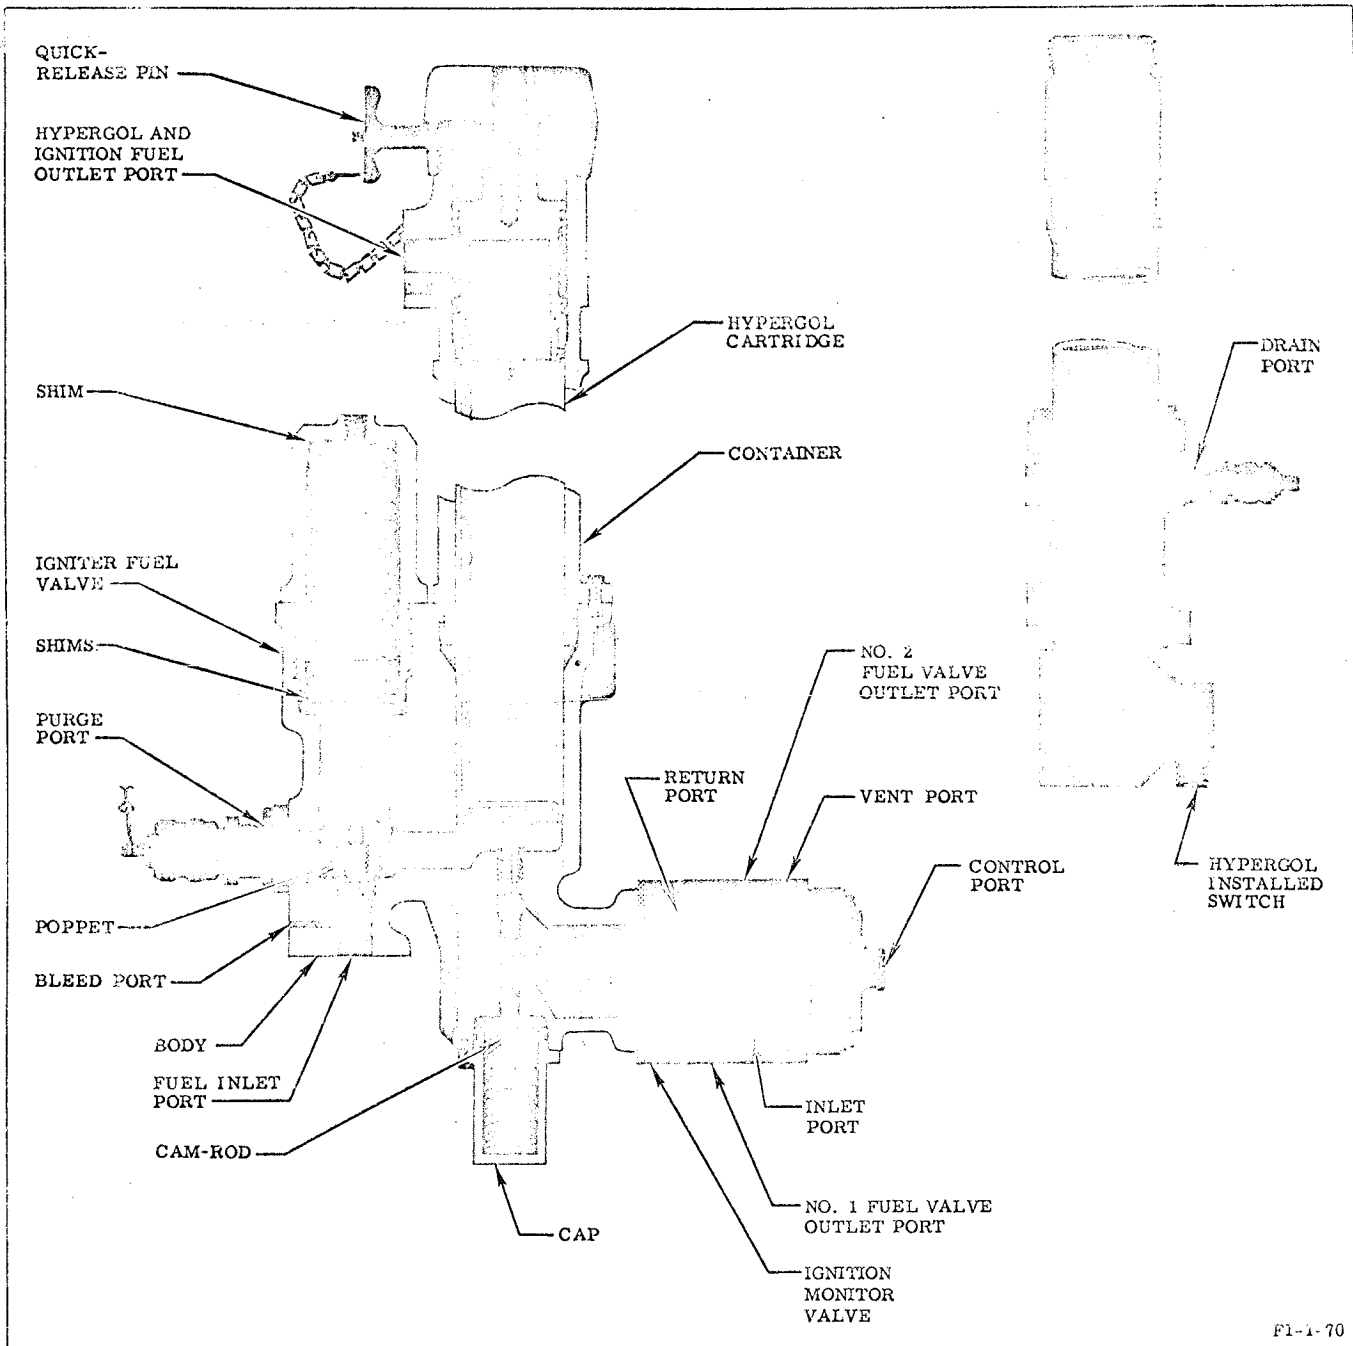 QUICK-
RELEASE PIN
HYPERGOL AND
IGNITION FUEL
OUTLET PORT
HYPERGOL
CARTRIDGE
DRAIN
PORT
SHIM
CONTAINER
IGNITER FUEL
VALVE
SHIMS
NO. 2
FUEL VALVE
OUTLET PORT
PURGE
PORT
RETURN
PORT
VENT PORT
CONTROL
PORT
HYPERGOL
INSTALLED
SWITCH
POPPET
BLEED PORT
BODY
FUEL INLET
PORT
INLET
PORT
CAM-ROD
NO. 1 FUEL VALVE
OUTLET PORT
CAP
IGNITION
MONITOR
VALVE
F1-1-70